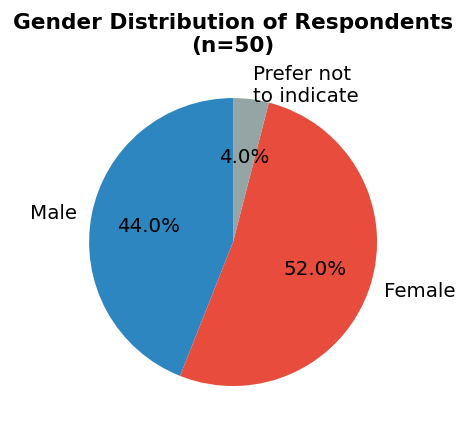 Gender Distribution of Respondents
(n=50)
Prefer not
to indicate
4.0%
Male
44.0%
52.0%
Female